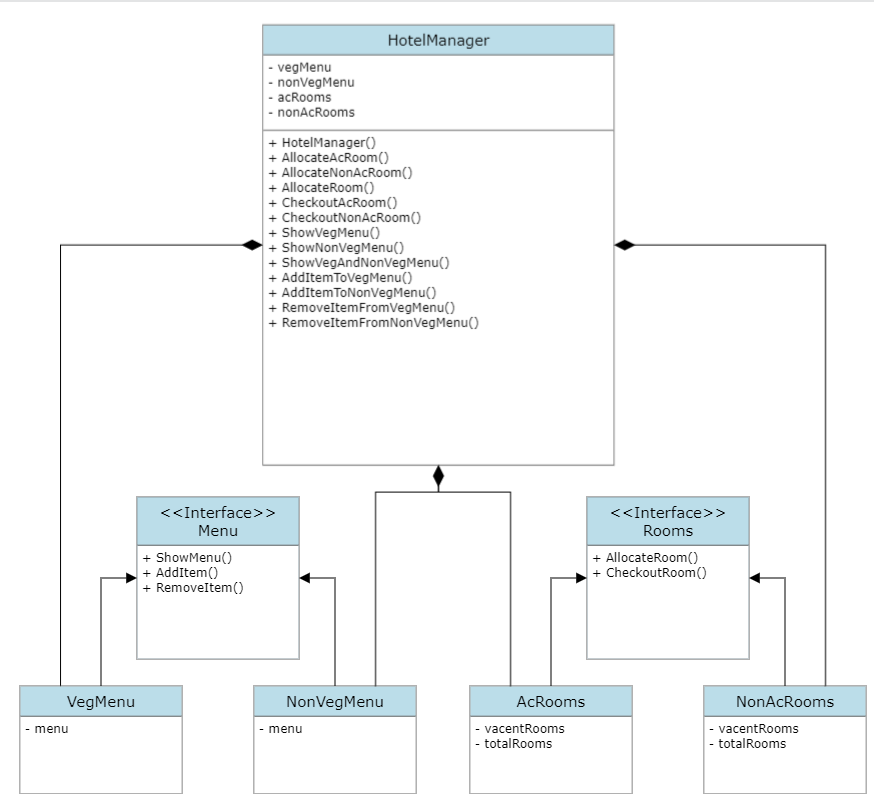 HotelManager
- vegMenu
- nonVegMenu
- acRooms
- nonAcRooms
+ HotelManager()
+ AllocateAcRoom()
+ AllocateNonAcRoom()
+ AllocateRoom()
+ CheckoutAcRoom()
+ CheckoutNonAcRoom()
+ ShowVegMenu()
+ ShowNonVegMenu()
+ ShowVegAndNonVegMenu()
+ AddItemToVegMenu()
+ AddItemToNonVegMenu()
+ RemoveItemFromVegMenu()
+ RemoveItemFromNonVegMenu()
<<Interface>>
Menu
+ ShowMenu()
+ AddItem()
+ RemoveItem()
<<Interface>>
Rooms
+ AllocateRoom()
+ CheckoutRoom()
VegMenu
- menu
NonVegMenu
- menu
AcRooms
- vacentRooms
- totalRooms
NonAcRooms
- vacentRooms
- totalRooms